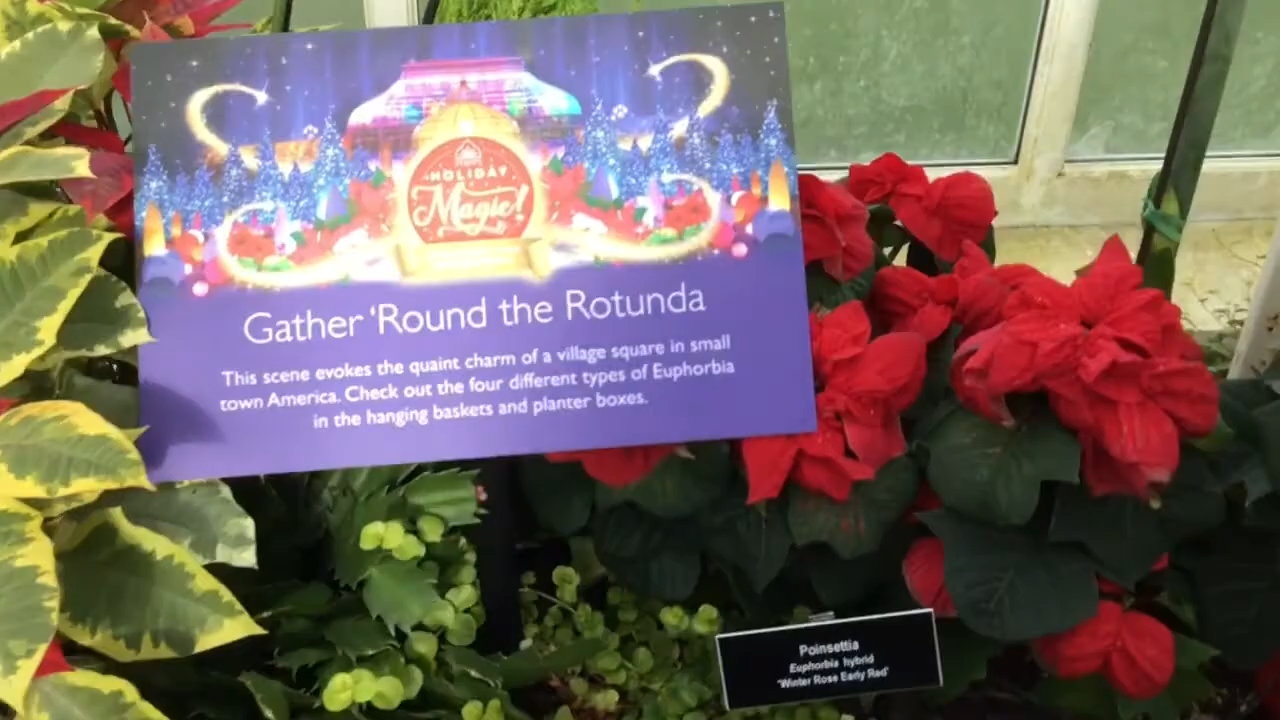 HOLIDAY
Magic!
Gather ‘Round the Rotunda
This scene evokes the quaint charm of a village square in small
town America. Check out the four different types of Euphorbia
in the hanging baskets and planter boxes.
Poinsettia
Euphorbia hybrid
'Winter Rose Early Red'